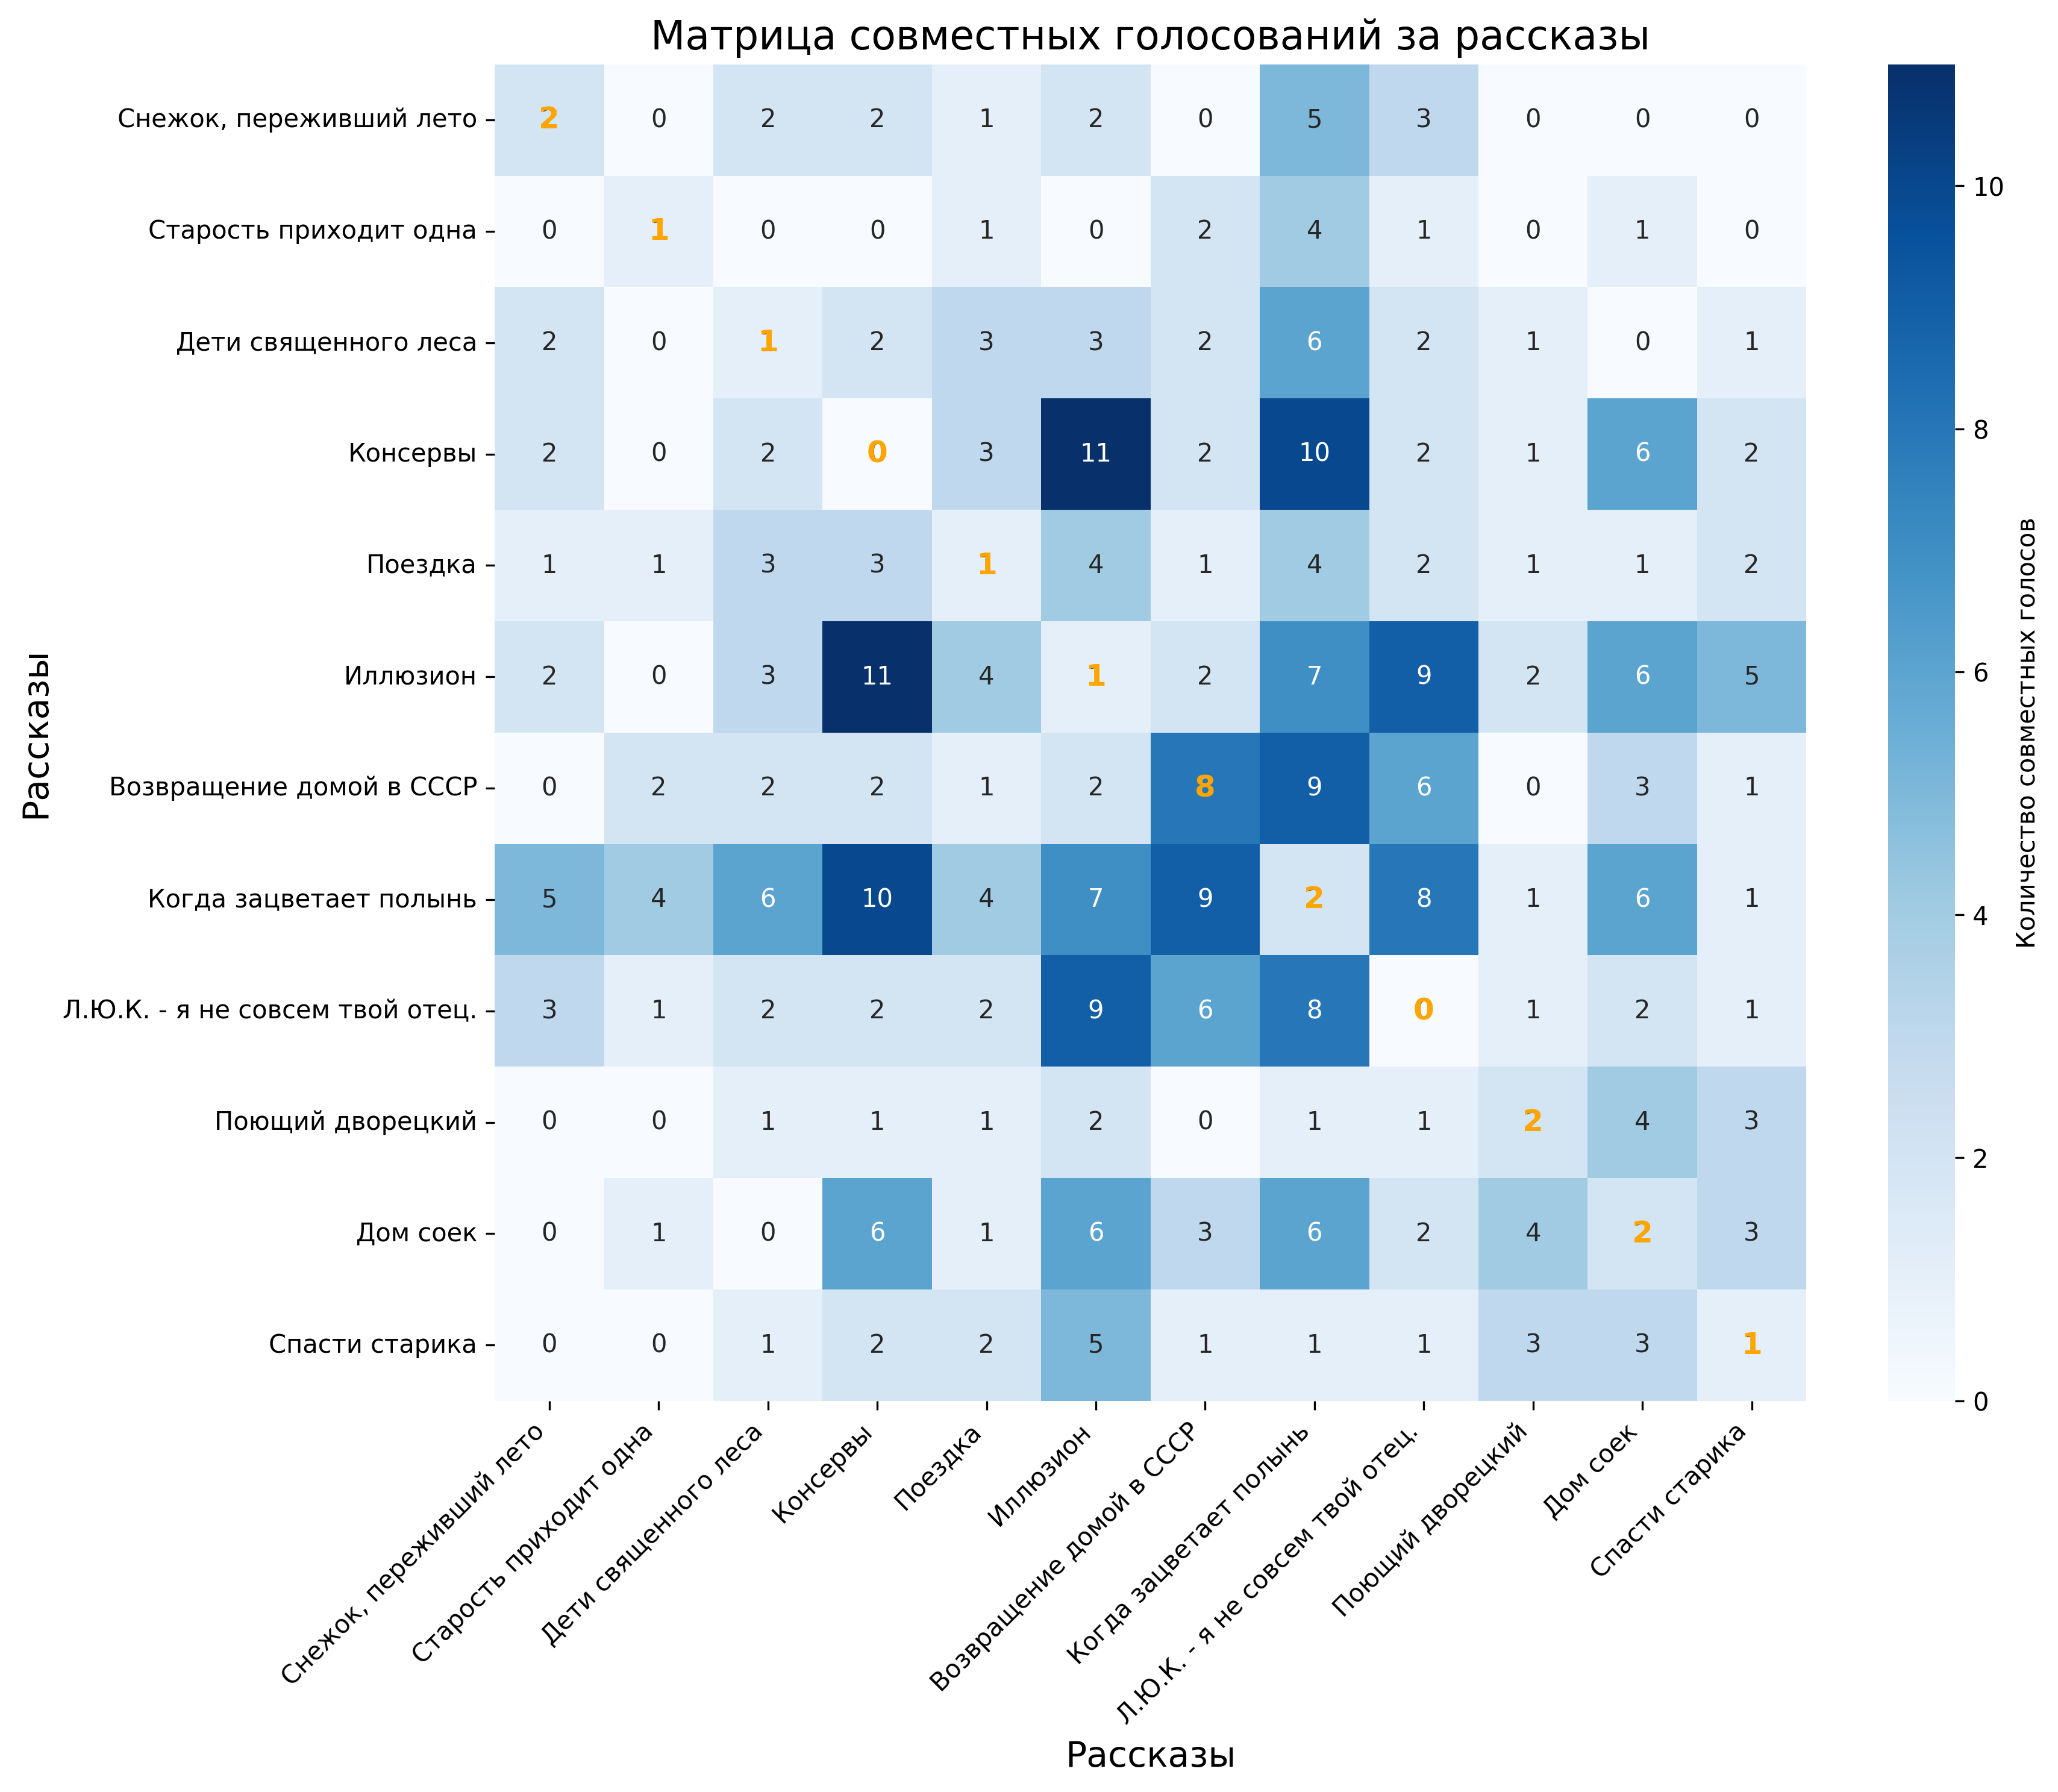 Матрица совместных голосований за рассказы
Снежок, переживший лето 2 0 2 2 1 2 0 5 3 0 0 0
Старость приходит одна 0 1 0 0 1 0 2 4 1 0 1 0
Дети священного леса 2 0 1 2 3 3 2 6 2 1 0 1
Консервы 2 0 2 0 3 11 2 10 2 1 6 2
Поездка 1 1 3 3 1 4 1 4 2 1 1 2
Иллюзион 2 0 3 11 4 1 2 7 9 2 6 5
Возвращение домой в СССР 0 2 2 2 1 2 8 9 6 0 3 1
Когда зацветает полынь 5 4 6 10 4 7 9 2 8 1 6 1
Л.Ю.К. - я не совсем твой отец. 3 1 2 2 2 9 6 8 0 1 2 1
Поющий дворецкий 0 0 1 1 1 2 0 1 1 2 4 3
Дом соек 0 1 0 6 1 6 3 6 2 4 2 3
Спасти старика 0 0 1 2 2 5 1 1 1 3 3 1
Рассказы
Снежок, переживший лето
Старость приходит одна
Дети священного леса
Консервы
Поездка
Иллюзион
Возвращение домой в СССР
Когда зацветает полынь
Л.Ю.К. - я не совсем твой отец.
Поющий дворецкий
Дом соек
Спасти старика
Рассказы
10
8
6
4
2
0
Количество совместных голосов